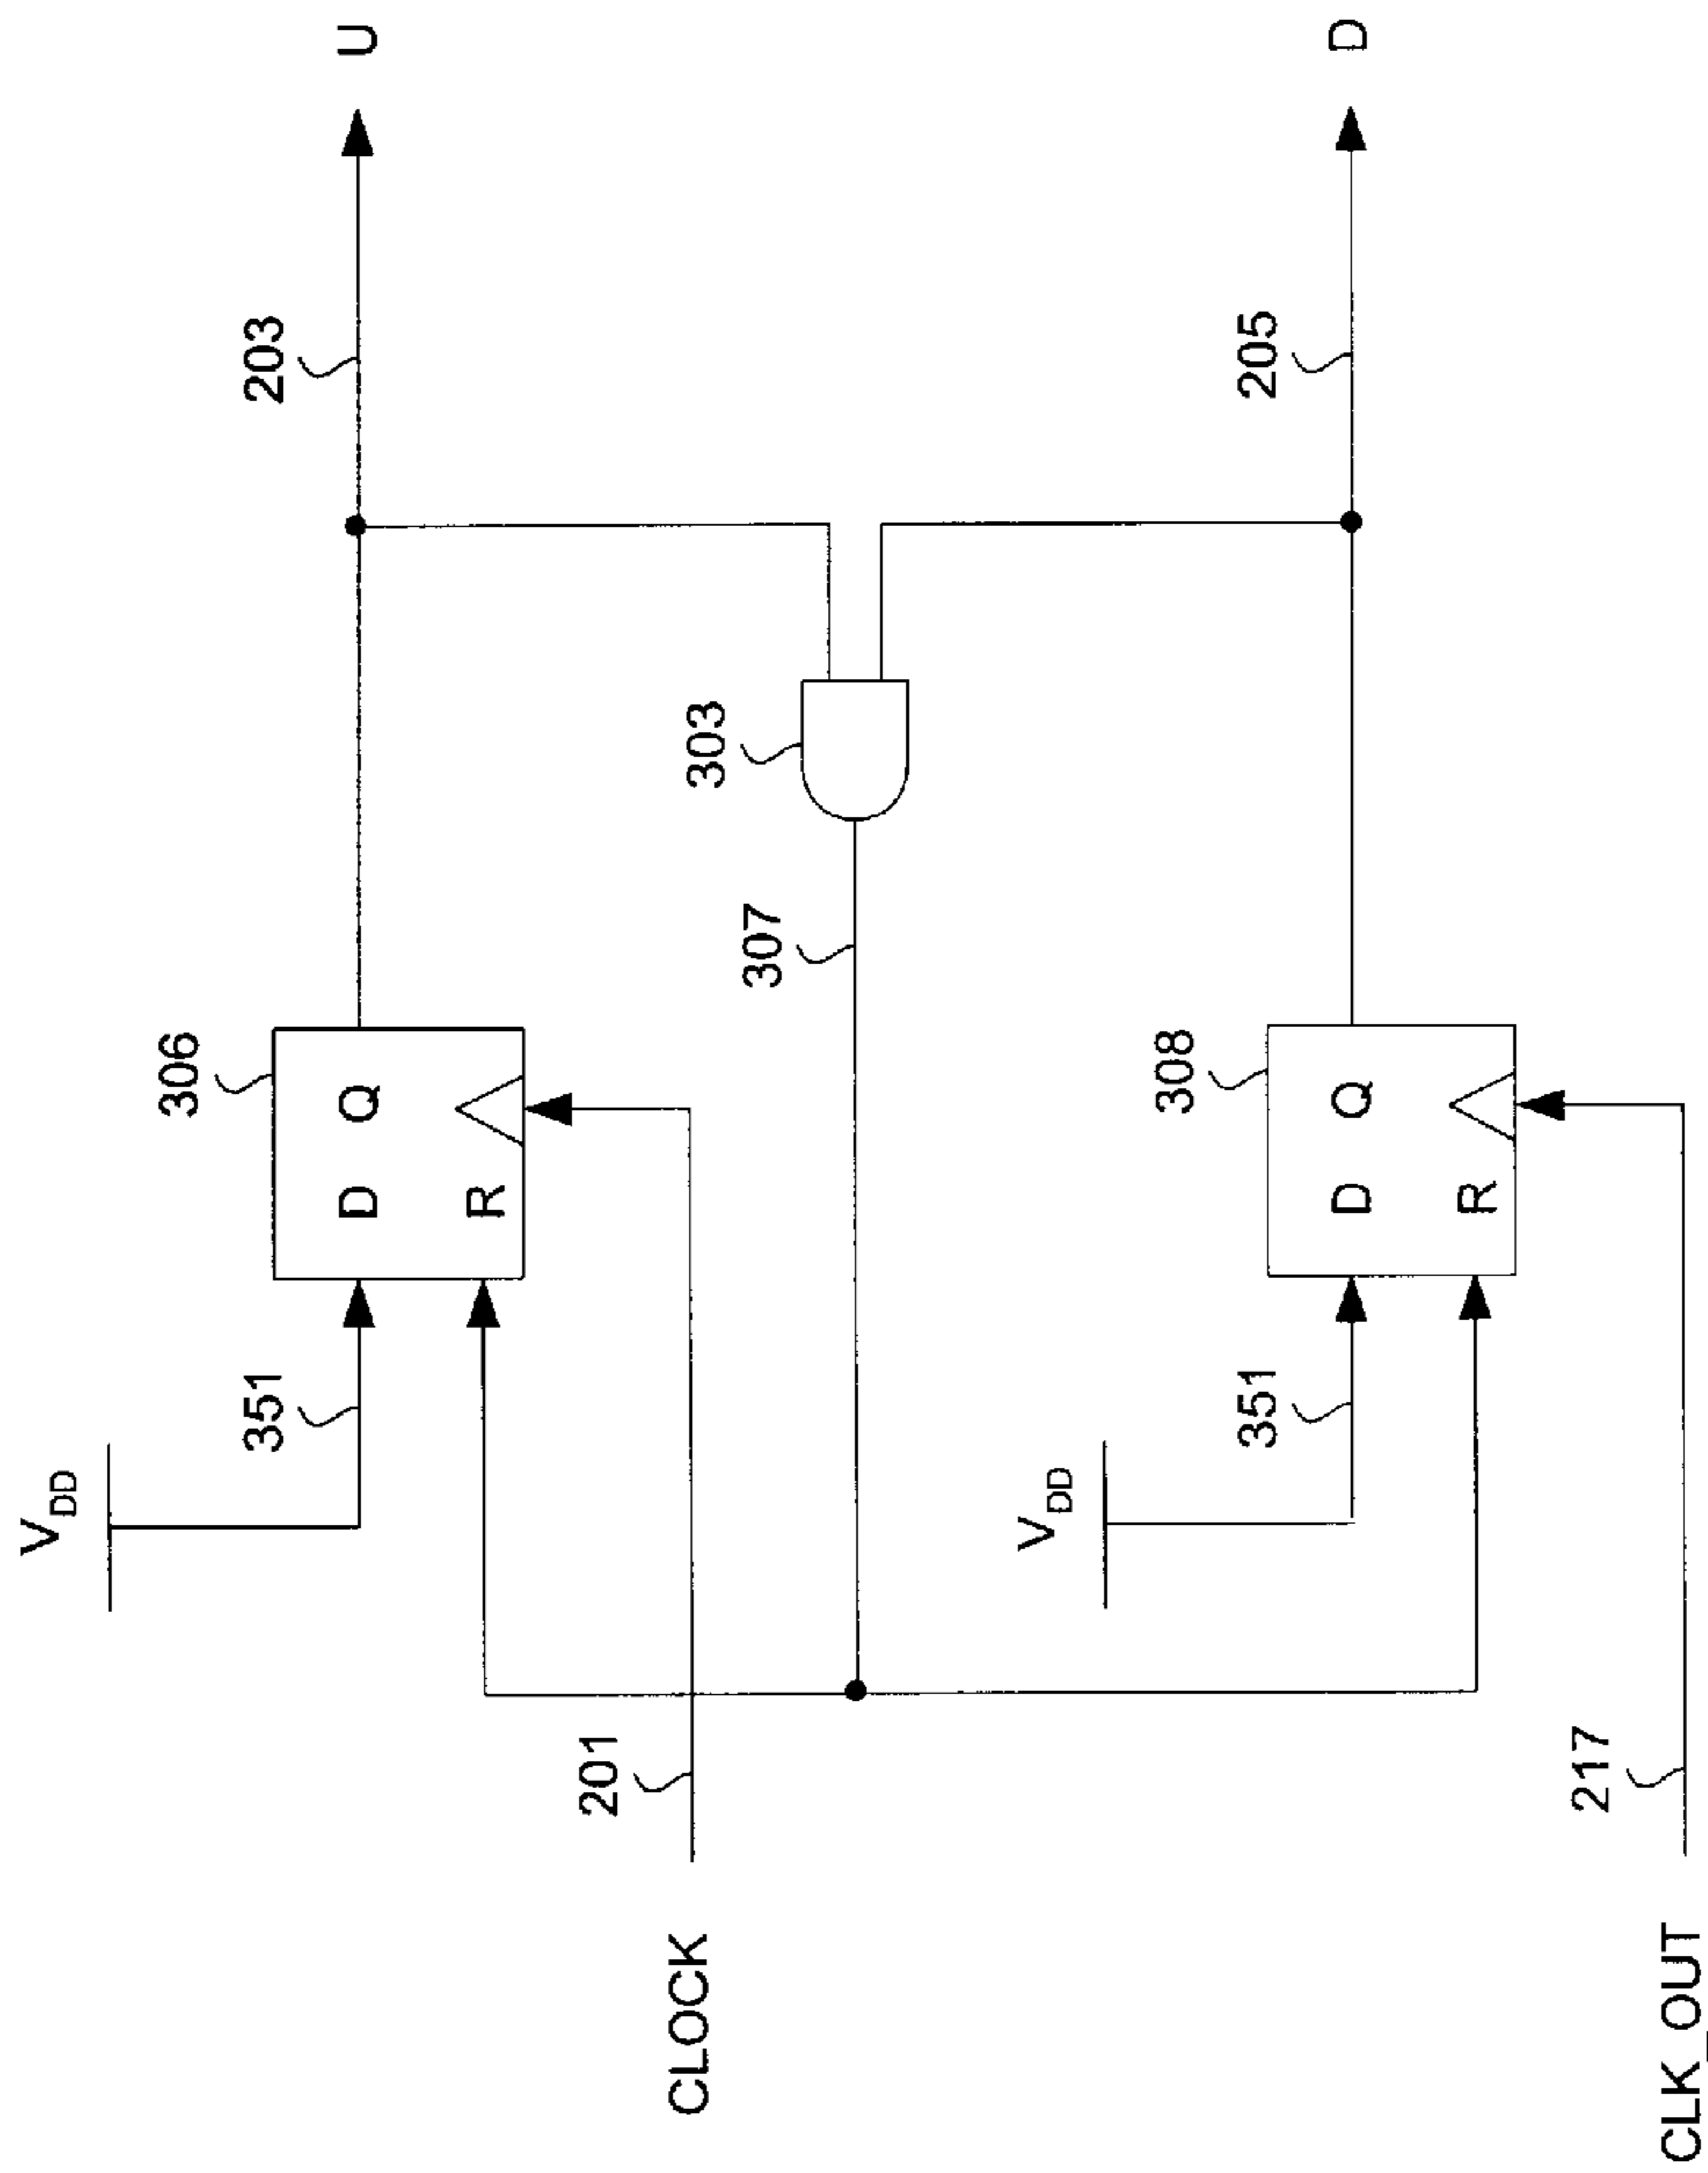 V_DD
351
306
D Q
R
203
U
201
CLOCK
307
303
V_DD
351
308
D Q
R
205
D
217
CLK_OUT